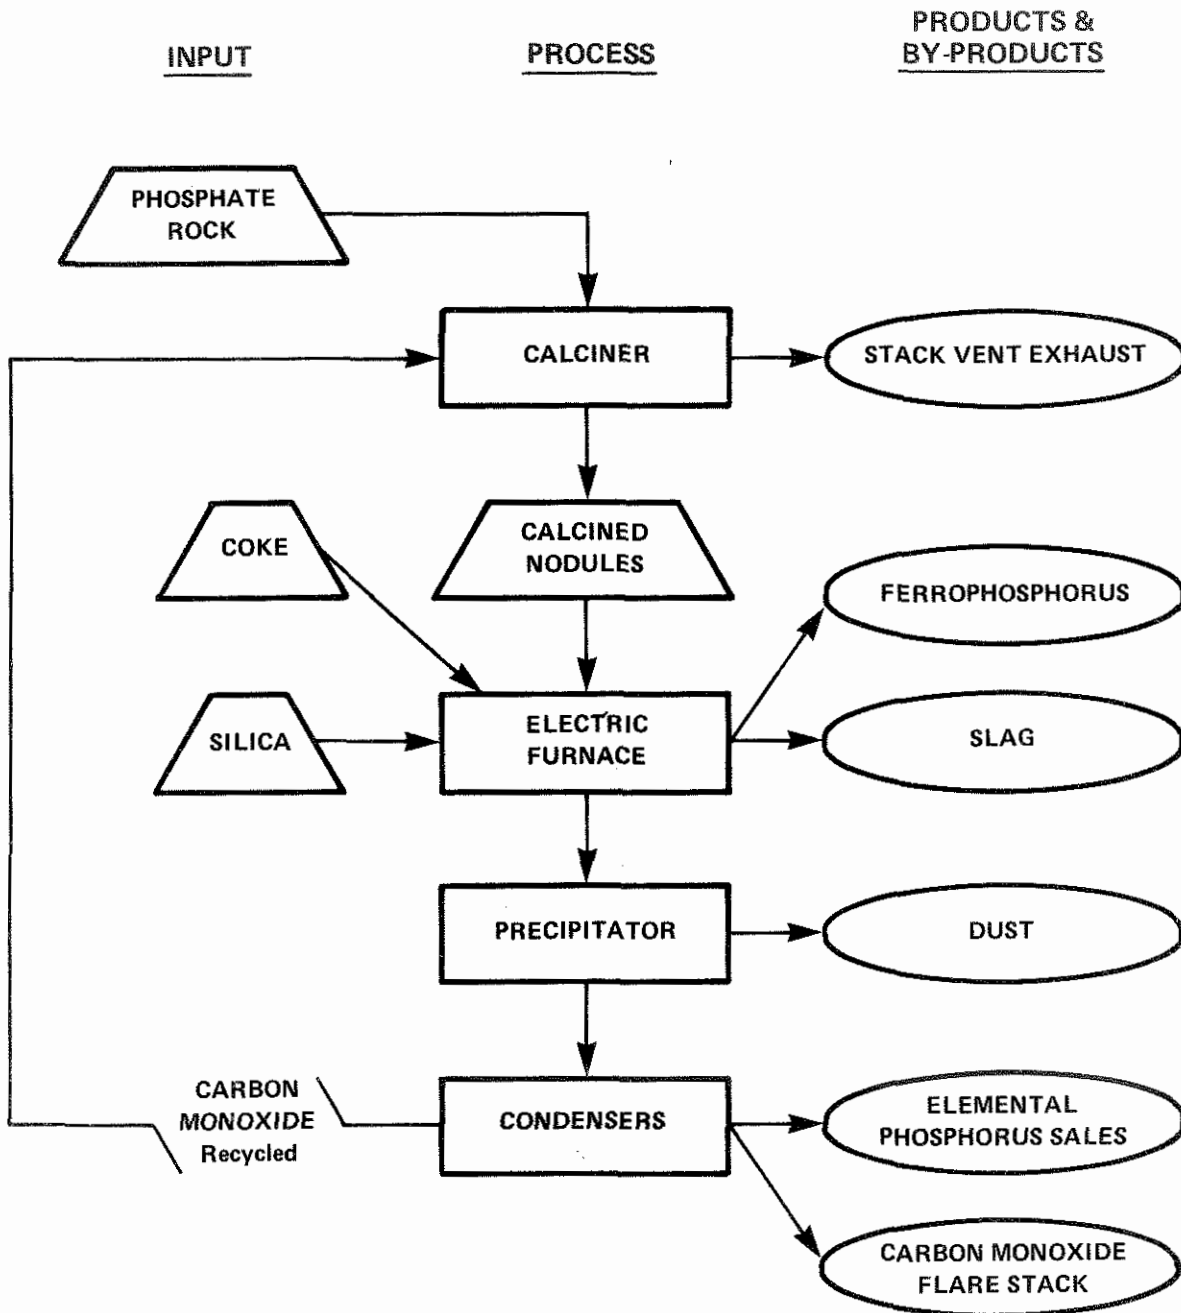 INPUT
PROCESS
PRODUCTS &
BY-PRODUCTS
PHOSPHATE
ROCK
CALCINER
STACK VENT EXHAUST
COKE
CALCINED
NODULES
FERROPHOSPHORUS
SILICA
ELECTRIC
FURNACE
SLAG
PRECIPITATOR
DUST
CARBON
MONOXIDE
Recycled
CONDENSERS
ELEMENTAL
PHOSPHORUS SALES
CARBON MONOXIDE
FLARE STACK